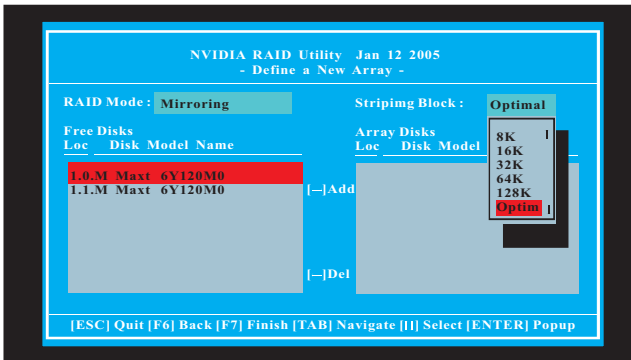 NVIDIA RAID Utility Jan 12 2005
- Define a New Array -
RAID Mode : Mirroring
Stripimg Block : Optimal
Free Disks
Loc Disk Model Name
Array Disks
Loc Disk Model
8K
16K
32K
64K
128K
Optim
1.0.M Maxt 6Y120M0
1.1.M Maxt 6Y120M0
[--]Add
[--]Del
[ESC] Quit [F6] Back [F7] Finish [TAB] Navigate [ll] Select [ENTER] Popup